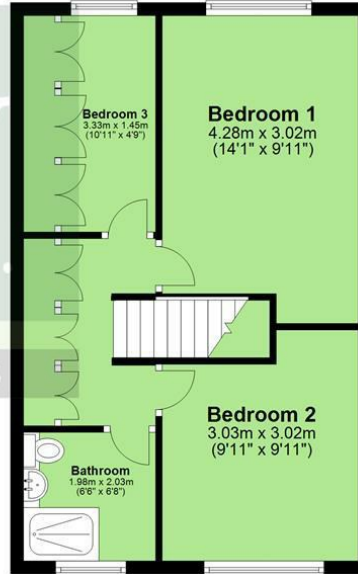 Bedroom 3
3.33m x 1.45m
(10'11" x 4'9")
Bedroom 1
4.28m x 3.02m
(14'1" x 9'11")
Bedroom 2
3.03m x 3.02m
(9'11" x 9'11")
Bathroom
1.98m x 2.03m
(6'6" x 6'8")